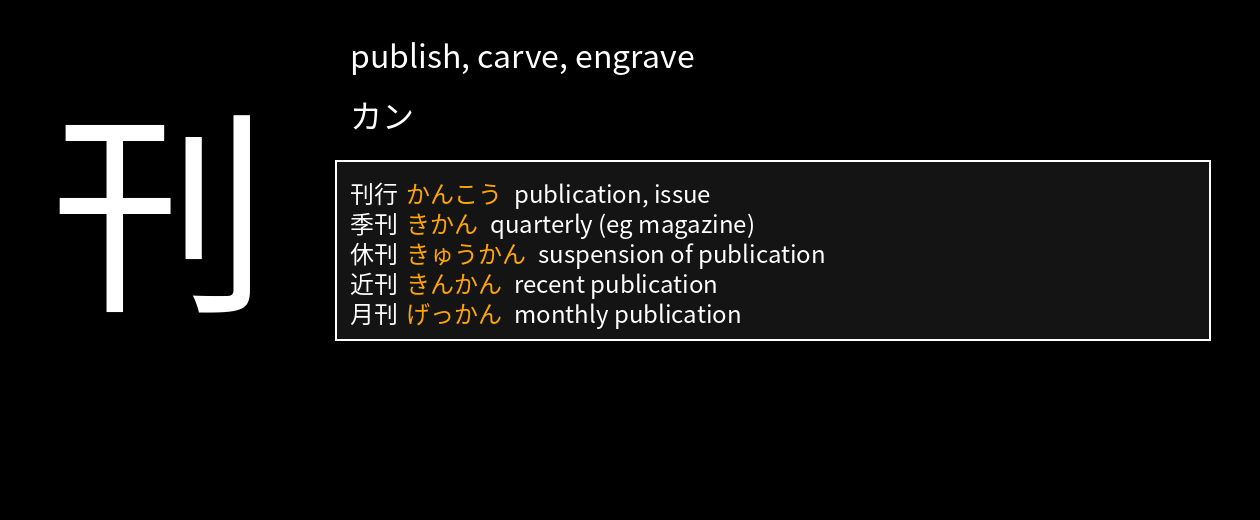 刊
publish, carve, engrave
カン
刊行 かんこう publication, issue
季刊 きかん quarterly (eg magazine)
休刊 きゅうかん suspension of publication
近刊 きんかん recent publication
月刊 げっかん monthly publication